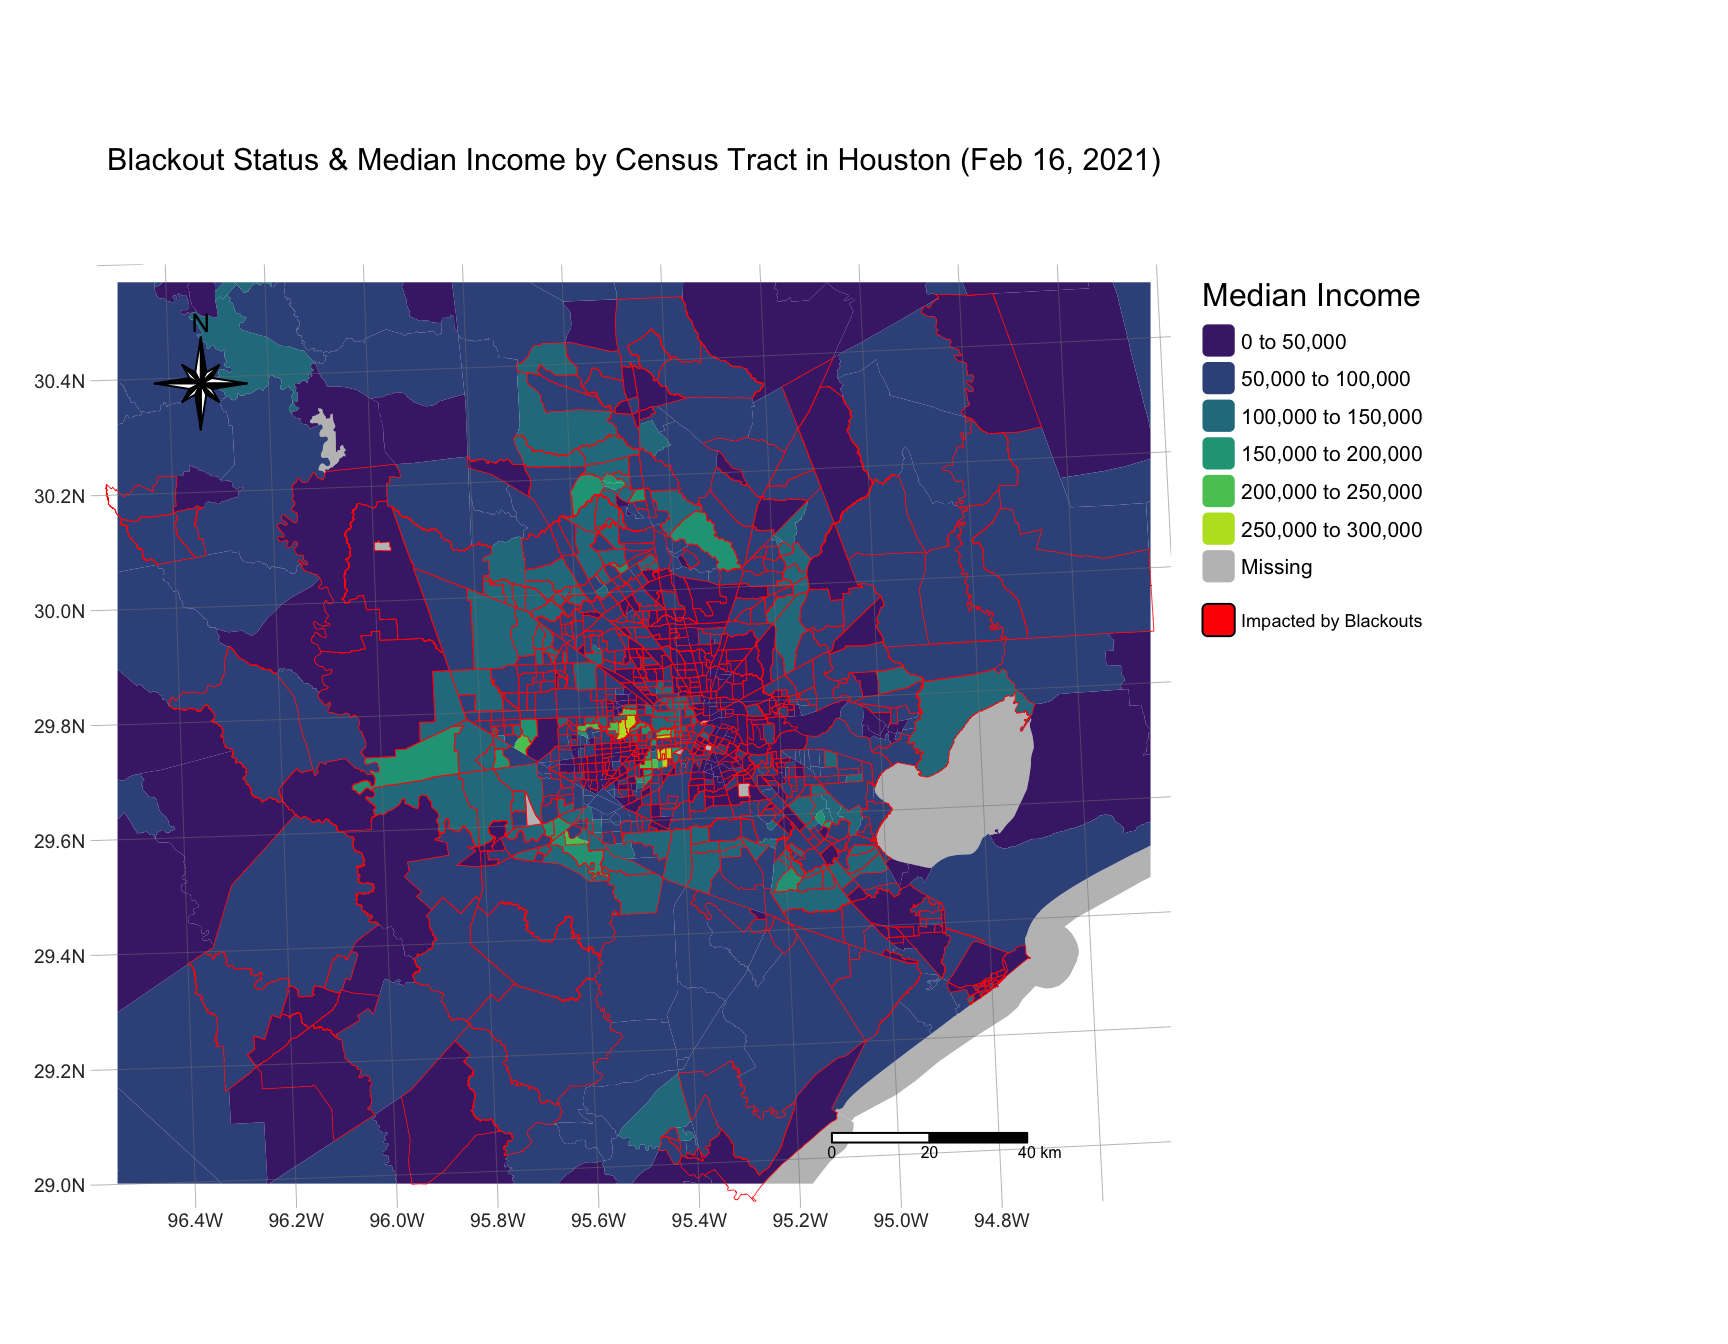 Blackout Status & Median Income by Census Tract in Houston (Feb 16, 2021)
Median Income
0 to 50,000
50,000 to 100,000
100,000 to 150,000
150,000 to 200,000
200,000 to 250,000
250,000 to 300,000
Missing
Impacted by Blackouts
N
30.4N
30.2N
30.0N
29.8N
29.6N
29.4N
29.2N
29.0N
0 20 40 km
96.4W 96.2W 96.0W 95.8W 95.6W 95.4W 95.2W 95.0W 94.8W